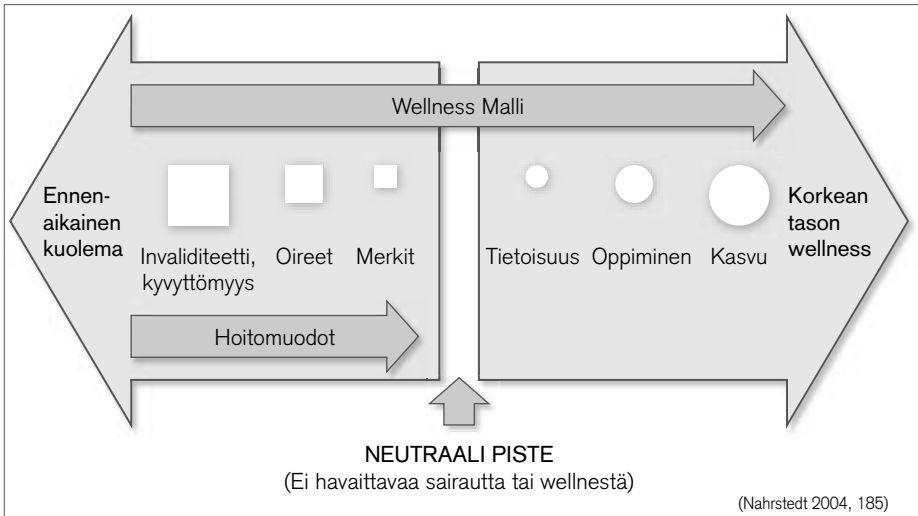 Wellness Malli
Ennen-
aikainen
kuolema
Invaliditeetti,
kyvyttömyys
Oireet
Merkit
Tietoisuus
Oppiminen
Kasvu
Korkean
tason
wellness
Hoitomuodot
NEUTRAALI PISTE
(Ei havaittavaa sairautta tai wellnestä)
(Nahrstedt 2004, 185)